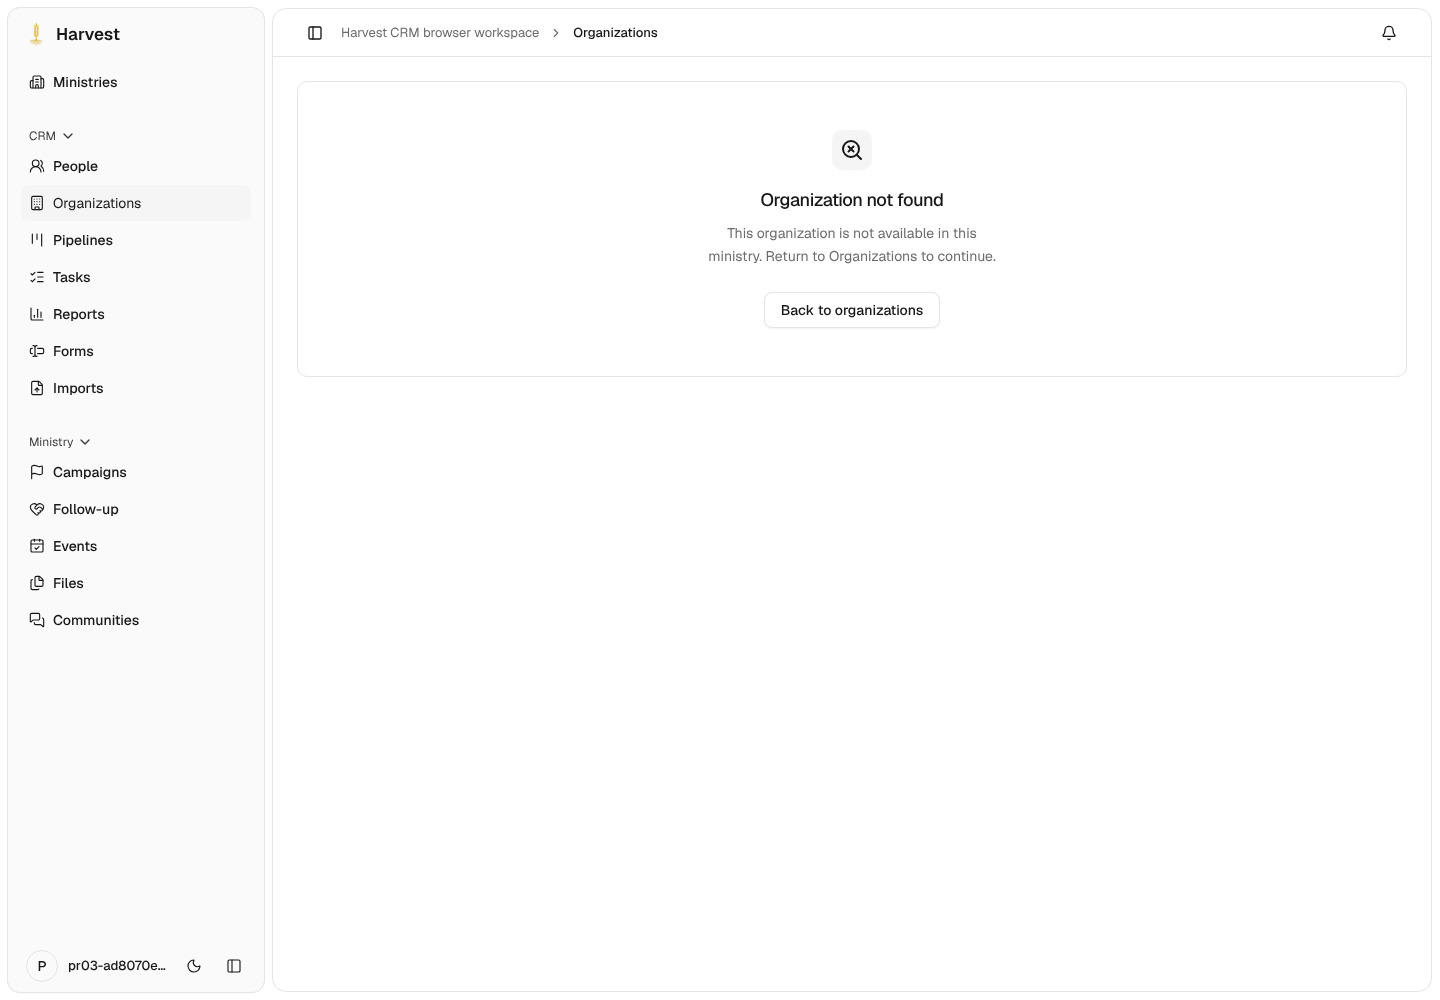 Harvest
Ministries
CRM
People
Organizations
Pipelines
Tasks
Reports
Forms
Imports
Ministry
Campaigns
Follow-up
Events
Files
Communities
P
pr03-ad8070e...
Harvest CRM browser workspace
Organizations
Organization not found
This organization is not available in this
ministry. Return to Organizations to continue.
Back to organizations